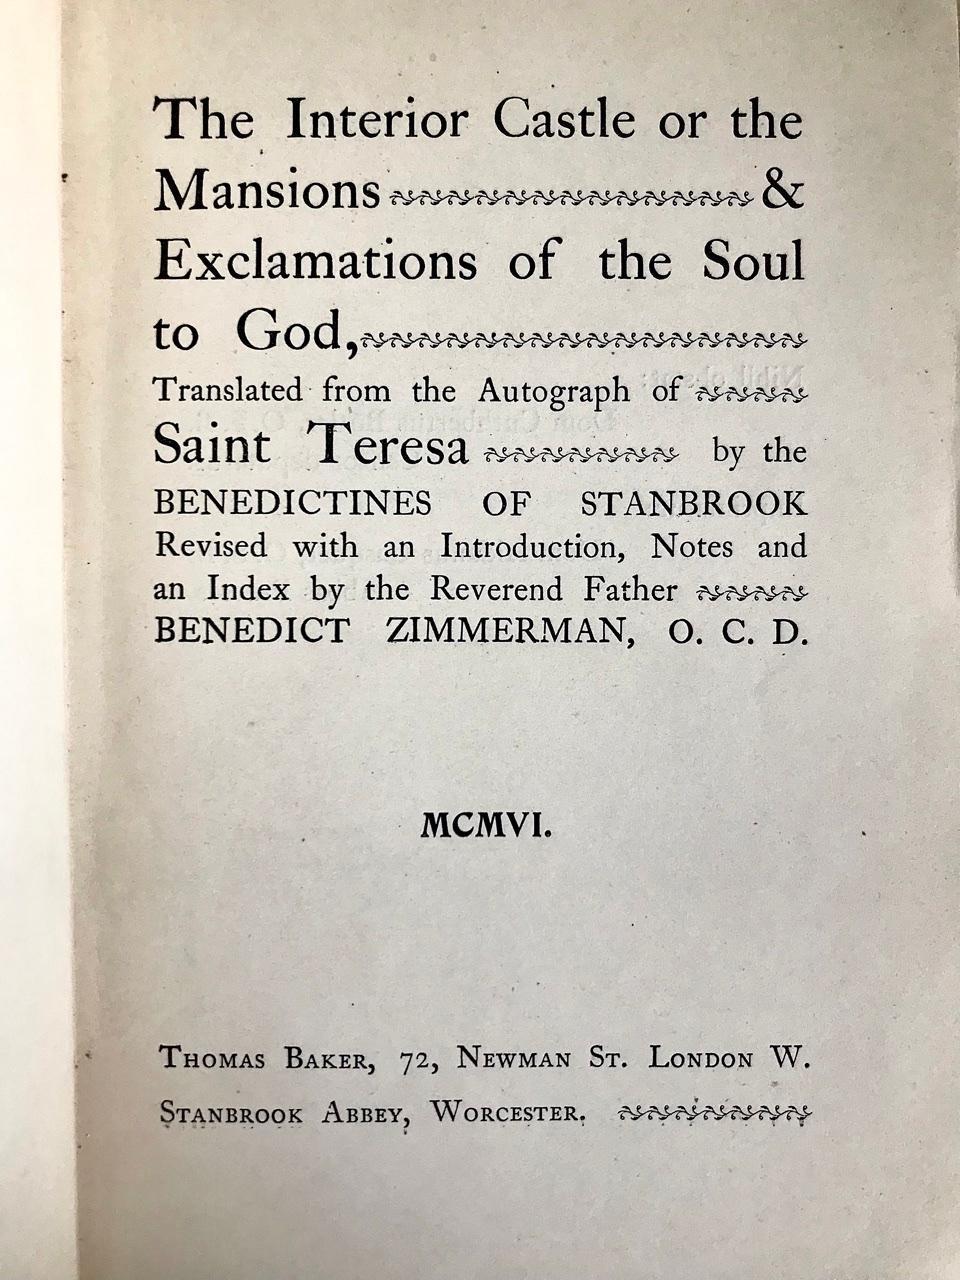 The Interior Castle or the
Mansions &
Exclamations of the Soul
to God,
Translated from the Autograph of
Saint Teresa by the
BENEDICTINES OF STANBROOK
Revised with an Introduction, Notes and
an Index by the Reverend Father
BENEDICT ZIMMERMAN, O. C. D.
MCMVI.
THOMAS BAKER, 72, NEWMAN ST. LONDON W.
STANBROOK ABBEY, WORCESTER.